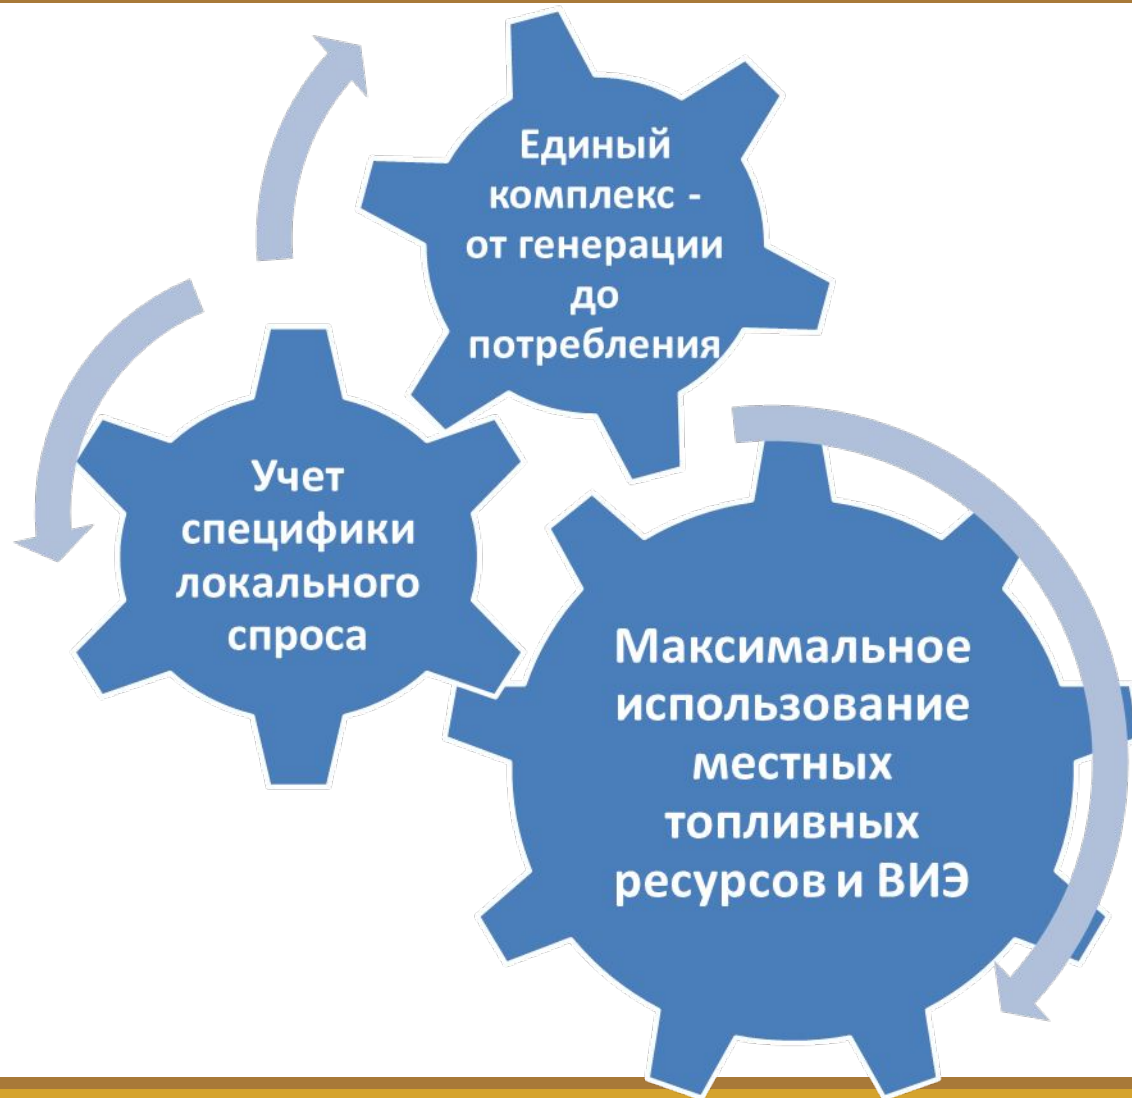 Единый
комплекс -
от генерации
до
потребления
Учет
специфики
локального
спроса
Максимальное
использование
местных
топливных
ресурсов и ВИЭ